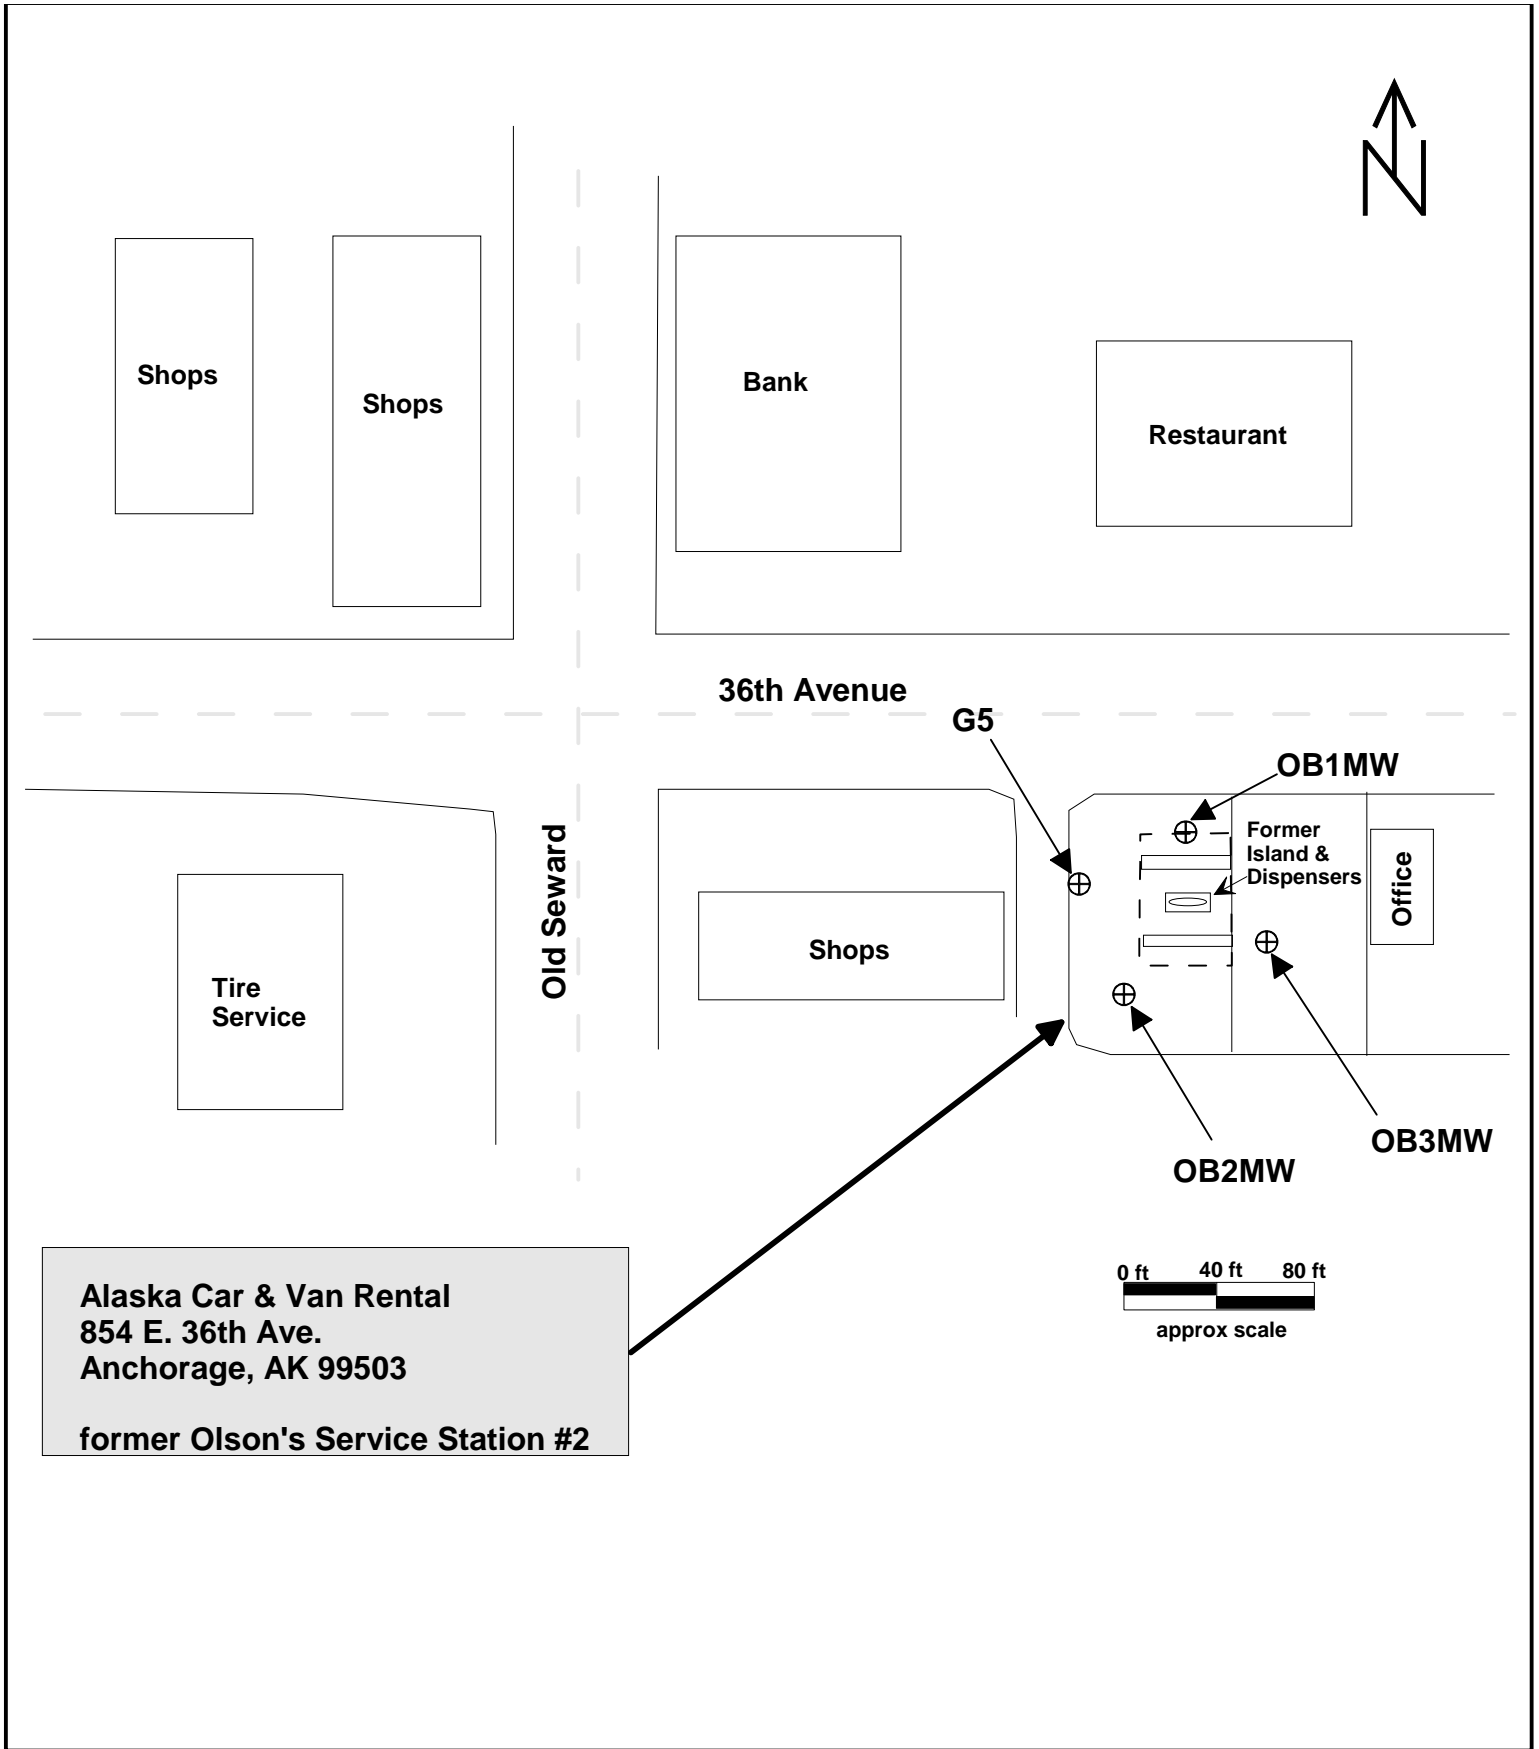 N
Shops
Shops
Bank
Restaurant
36th Avenue
G5
OB1MW
Former
Island &
Dispensers
Office
Old Seward
Shops
Tire
Service
OB3MW
OB2MW
Alaska Car & Van Rental
854 E. 36th Ave.
Anchorage, AK 99503
former Olson's Service Station #2
0 ft 40 ft 80 ft
approx scale